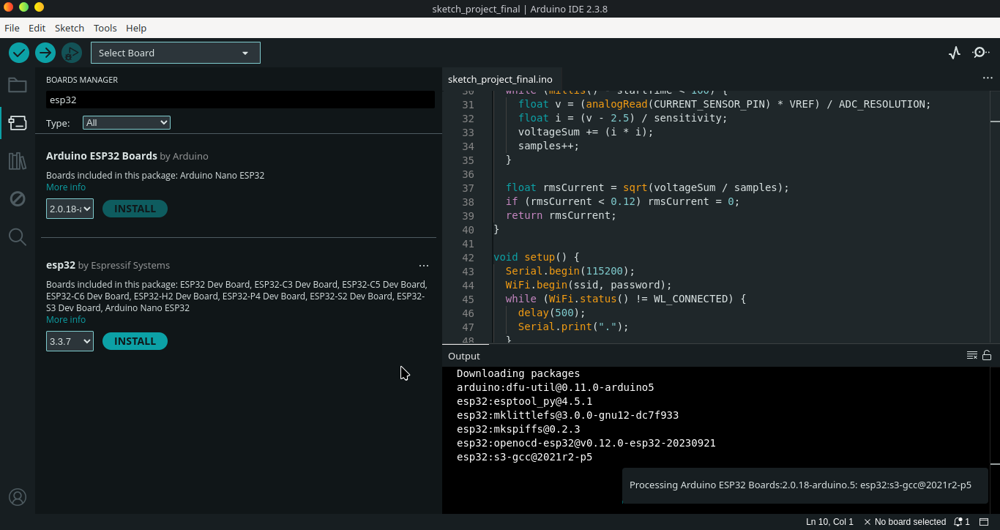 sketch_project_final | Arduino IDE 2.3.8
File Edit Sketch Tools Help
Select Board
BOARDS MANAGER
esp32
Type: All
Arduino ESP32 Boards by Arduino
Boards included in this package: Arduino Nano ESP32
More info
2.0.18-a INSTALL
esp32 by Espressif Systems
Boards included in this package: ESP32 Dev Board, ESP32-C3 Dev Board, ESP32-C5 Dev Board,
ESP32-C6 Dev Board, ESP32-H2 Dev Board, ESP32-P4 Dev Board, ESP32-S2 Dev Board, ESP32-
S3 Dev Board, Arduino Nano ESP32
More info
3.3.7 INSTALL
sketch_project_final.ino
30 while (millis() - startTime < 100) {
31 float v = (analogRead(CURRENT_SENSOR_PIN) * VREF) / ADC_RESOLUTION;
32 float i = (v - 2.5) / sensitivity;
33 voltageSum += (i * i);
34 samples++;
35 }
36
37 float rmsCurrent = sqrt(voltageSum / samples);
38 if (rmsCurrent < 0.12) rmsCurrent = 0;
39 return rmsCurrent;
40 }
41
42 void setup() {
43 Serial.begin(115200);
44 WiFi.begin(ssid, password);
45 while (WiFi.status() != WL_CONNECTED) {
46 delay(500);
47 Serial.print(".");
48 }
Output
Downloading packages
arduino:dfu-util@0.11.0-arduino5
esp32:esptool_py@4.5.1
esp32:mklittlefs@3.0.0-gnu12-dc7f933
esp32:mkspiffs@0.2.3
esp32:openocd-esp32@v0.12.0-esp32-20230921
esp32:s3-gcc@2021r2-p5
Processing Arduino ESP32 Boards:2.0.18-arduino.5: esp32:s3-gcc@2021r2-p5
Ln 10, Col 1 No board selected 1